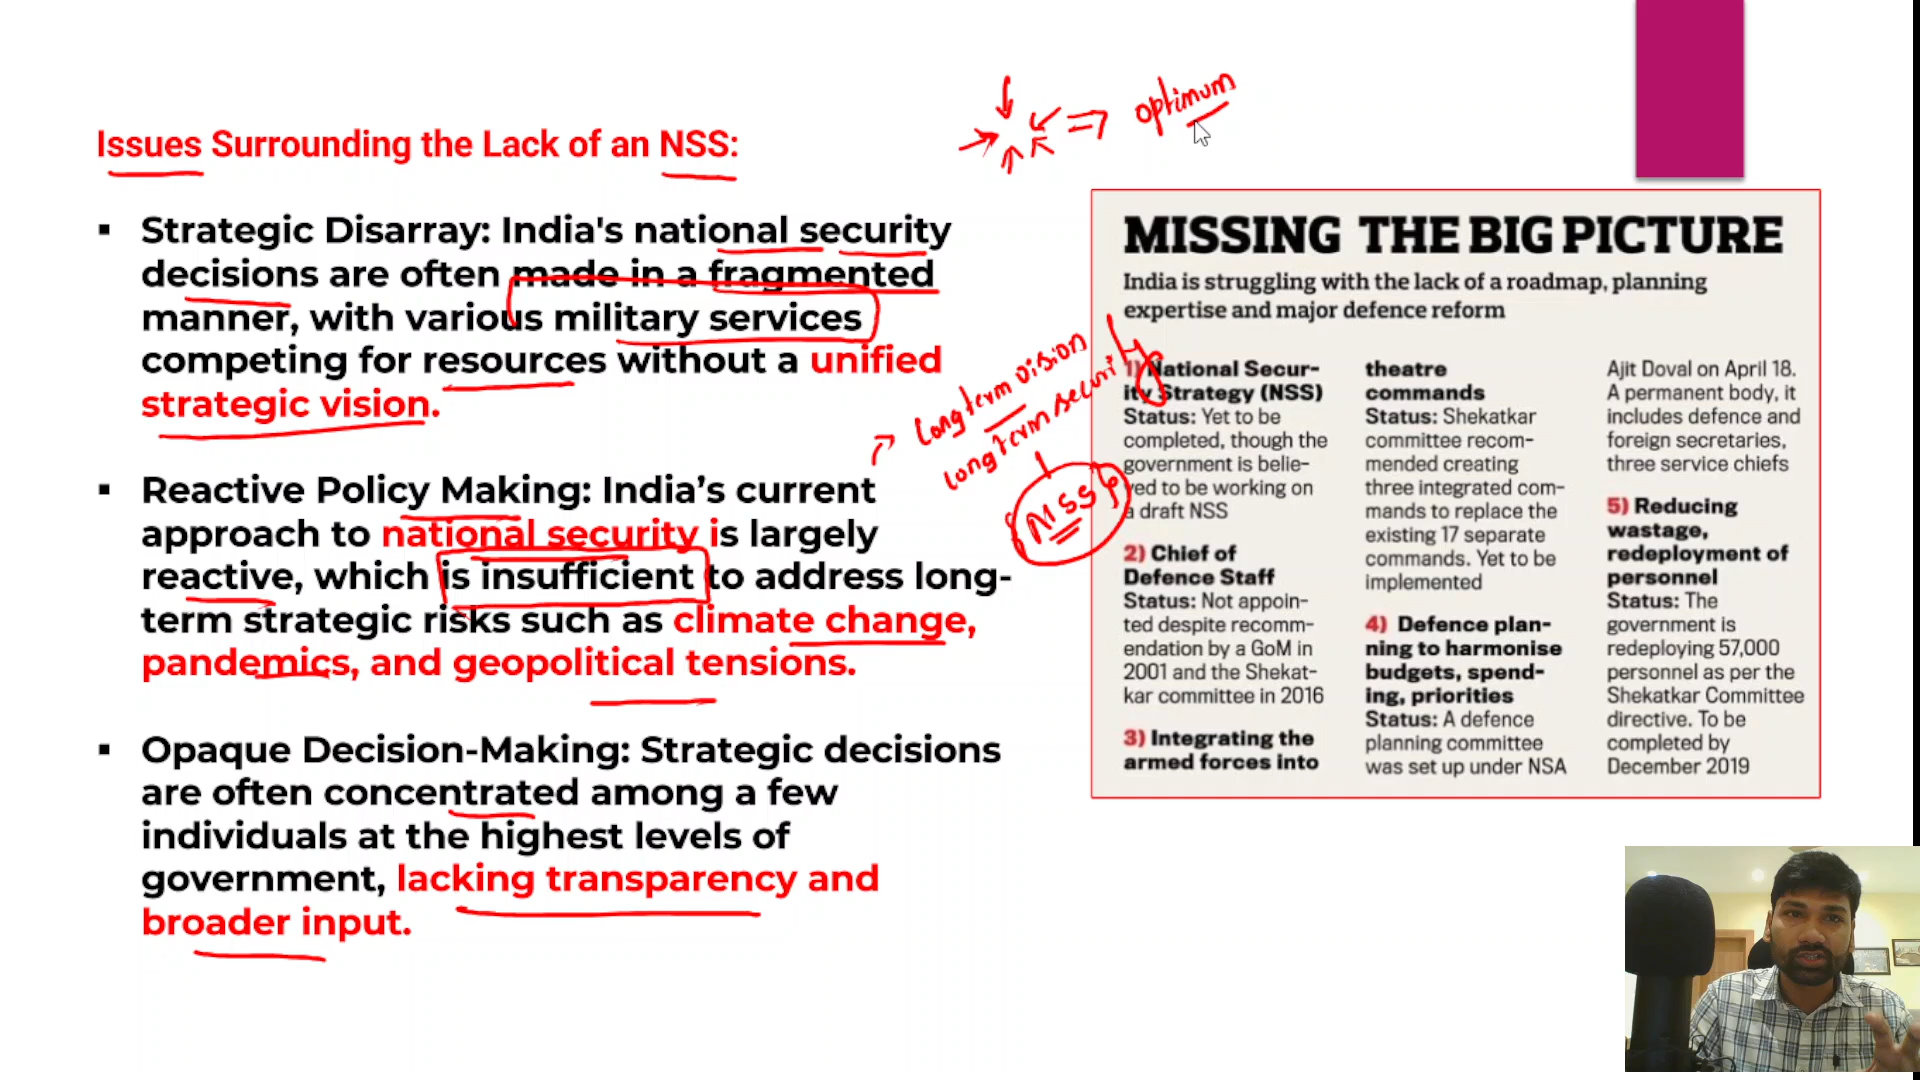 optimum
Issues Surrounding the Lack of an NSS:
▪ Strategic Disarray: India's national security
decisions are often made in a fragmented
manner, with various military services
competing for resources without a unified
strategic vision.
▪ Reactive Policy Making: India’s current
approach to national security is largely
reactive, which is insufficient to address long-
term strategic risks such as climate change,
pandemics, and geopolitical tensions.
▪ Opaque Decision-Making: Strategic decisions
are often concentrated among a few
individuals at the highest levels of
government, lacking transparency and
broader input.
Long term vision
long term security
NSS
MISSING THE BIG PICTURE
India is struggling with the lack of a roadmap, planning
expertise and major defence reform
1) National Secur-
ity Strategy (NSS)
Status: Yet to be
completed, though the
government is belie-
ved to be working on
a draft NSS
2) Chief of
Defence Staff
Status: Not appoin-
ted despite recomm-
endation by a GoM in
2001 and the Shekat-
kar committee in 2016
3) Integrating the
armed forces into
theatre
commands
Status: Shekatkar
committee recom-
mended creating
three integrated com-
mands to replace the
existing 17 separate
commands. Yet to be
implemented
4) Defence plan-
ning to harmonise
budgets, spend-
ing, priorities
Status: A defence
planning committee
was set up under NSA
Ajit Doval on April 18.
A permanent body, it
includes defence and
foreign secretaries,
three service chiefs
5) Reducing
wastage,
redeployment of
personnel
Status: The
government is
redeploying 57,000
personnel as per the
Shekatkar Committee
directive. To be
completed by
December 2019